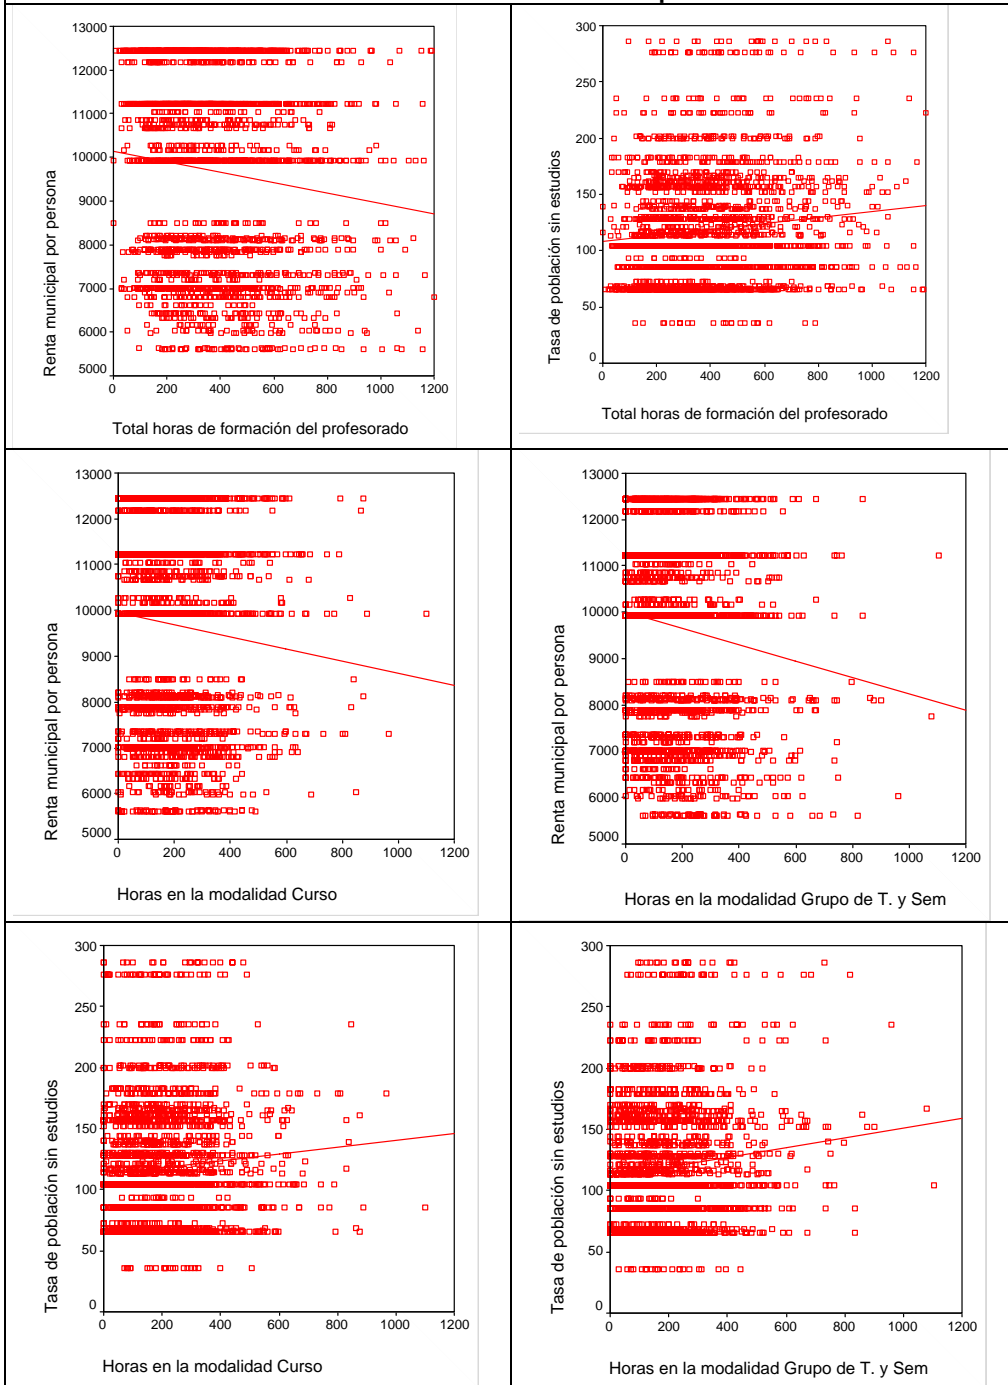 13000
12000
11000
10000
9000
8000
7000
6000
5000
Renta municipal por persona
0 200 400 600 800 1000 1200
Total horas de formación del profesorado
300
250
200
150
100
50
0
Tasa de población sin estudios
0 200 400 600 800 1000 1200
Total horas de formación del profesorado
13000
12000
11000
10000
9000
8000
7000
6000
5000
Renta municipal por persona
0 200 400 600 800 1000 1200
Horas en la modalidad Curso
13000
12000
11000
10000
9000
8000
7000
6000
5000
Renta municipal por persona
0 200 400 600 800 1000 1200
Horas en la modalidad Grupo de T. y Sem
300
250
200
150
100
50
0
Tasa de población sin estudios
0 200 400 600 800 1000 1200
Horas en la modalidad Curso
300
250
200
150
100
50
0
Tasa de población sin estudios
0 200 400 600 800 1000 1200
Horas en la modalidad Grupo de T. y Sem